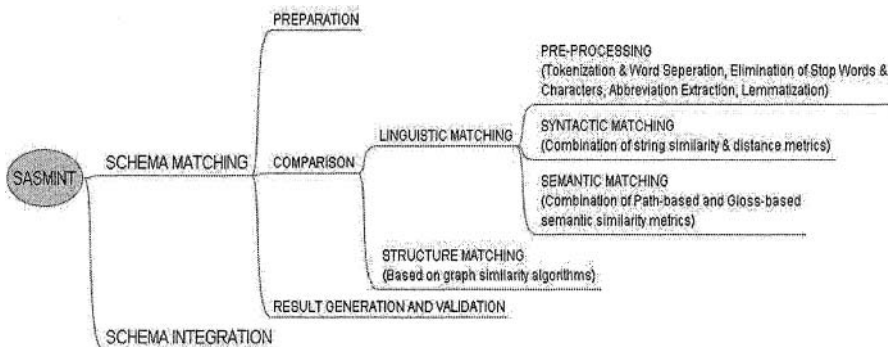 PREPARATION
PRE-PROCESSING
(Tokenization & Word Seperation, Elimination of Stop Words &
Characters, Abbreviation Extraction, Lemmatization)
LINGUISTIC MATCHING
SYNTACTIC MATCHING
(Combination of string similarity & distance metrics)
SASMINT
SCHEMA MATCHING
COMPARISON
SEMANTIC MATCHING
(Combination of Path-based and Gloss-based
semantic similarity metrics)
STRUCTURE MATCHING
(Based on graph similarity algorithms)
RESULT GENERATION AND VALIDATION
SCHEMA INTEGRATION